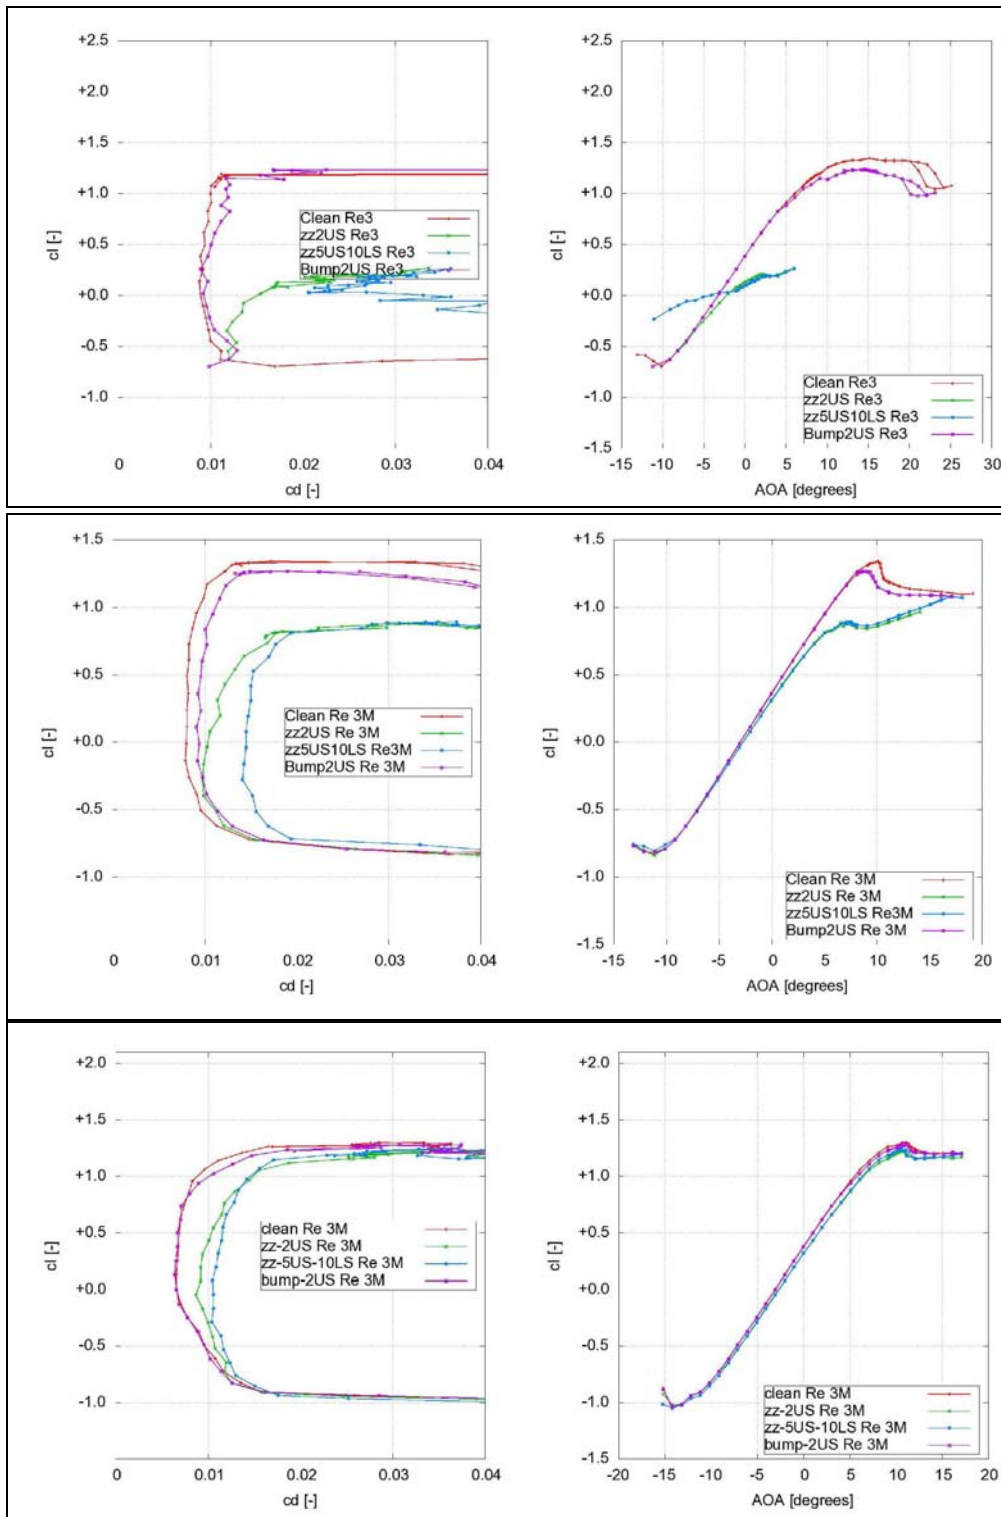 +2.5
+2.0
+1.5
+1.0
+0.5
+0.0
-0.5
-1.0
cl [-]
0
0.01
0.02
0.03
0.04
cd [-]
Clean Re3
zz2US Re3
zz5US10LS Re3
Bump2US Re3
+2.5
+2.0
+1.5
+1.0
+0.5
+0.0
-0.5
-1.0
-1.5
cl [-]
-15
-10
-5
0
5
10
15
20
25
30
AOA [degrees]
Clean Re3
zz2US Re3
zz5US10LS Re3
Bump2US Re3
+1.5
+1.0
+0.5
+0.0
-0.5
-1.0
cl [-]
0
0.01
0.02
0.03
0.04
cd [-]
Clean Re 3M
zz2US Re 3M
zz5US10LS Re3M
Bump2US Re 3M
+1.5
+1.0
+0.5
+0.0
-0.5
-1.0
-1.5
cl [-]
-15
-10
-5
0
5
10
15
20
AOA [degrees]
Clean Re 3M
zz2US Re 3M
zz5US10LS Re3M
Bump2US Re 3M
+2.0
+1.5
+1.0
+0.5
+0.0
-0.5
-1.0
cl [-]
0
0.01
0.02
0.03
0.04
cd [-]
clean Re 3M
zz-2US Re 3M
zz-5US-10LS Re 3M
bump-2US Re 3M
+2.0
+1.5
+1.0
+0.5
+0.0
-0.5
-1.0
-1.5
cl [-]
-20
-15
-10
-5
0
5
10
15
20
AOA [degrees]
clean Re 3M
zz-2US Re 3M
zz-5US-10LS Re 3M
bump-2US Re 3M